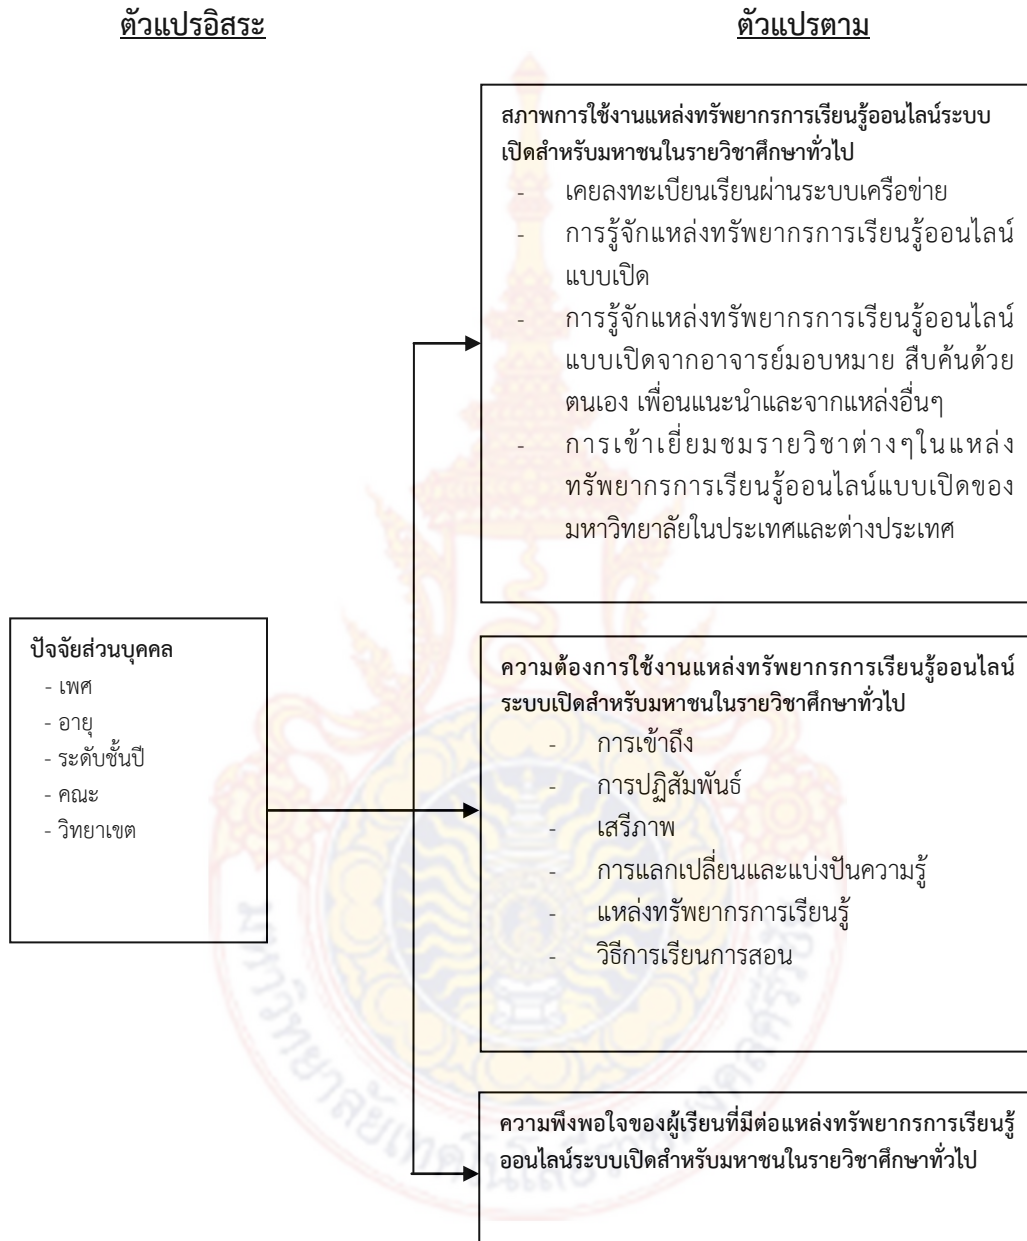 ตัวแปรอิสระ
ตัวแปรตาม
สภาพการใช้งานแหล่งทรัพยากรการเรียนรู้ออนไลน์ระบบ
เปิดสำหรับมหาชนในรายวิชาศึกษาทั่วไป
- เคยลงทะเบียนเรียนผ่านระบบเครือข่าย
- การรู้จักแหล่งทรัพยากรการเรียนรู้ออนไลน์
แบบเปิด
- การรู้จักแหล่งทรัพยากรการเรียนรู้ออนไลน์
แบบเปิดจากอาจารย์มอบหมาย สืบค้นด้วย
ตนเอง เพื่อนแนะนำและจากแหล่งอื่นๆ
- การเข้าเยี่ยมชมรายวิชาต่างๆในแหล่ง
ทรัพยากรการเรียนรู้ออนไลน์แบบเปิดของ
มหาวิทยาลัยในประเทศและต่างประเทศ
ปัจจัยส่วนบุคคล
- เพศ
- อายุ
- ระดับชั้นปี
- คณะ
- วิทยาเขต
ความต้องการใช้งานแหล่งทรัพยากรการเรียนรู้ออนไลน์
ระบบเปิดสำหรับมหาชนในรายวิชาศึกษาทั่วไป
- การเข้าถึง
- การปฏิสัมพันธ์
- เสรีภาพ
- การแลกเปลี่ยนและแบ่งปันความรู้
- แหล่งทรัพยากรการเรียนรู้
- วิธีการเรียนการสอน
ความพึงพอใจของผู้เรียนที่มีต่อแหล่งทรัพยากรการเรียนรู้
ออนไลน์ระบบเปิดสำหรับมหาชนในรายวิชาศึกษาทั่วไป